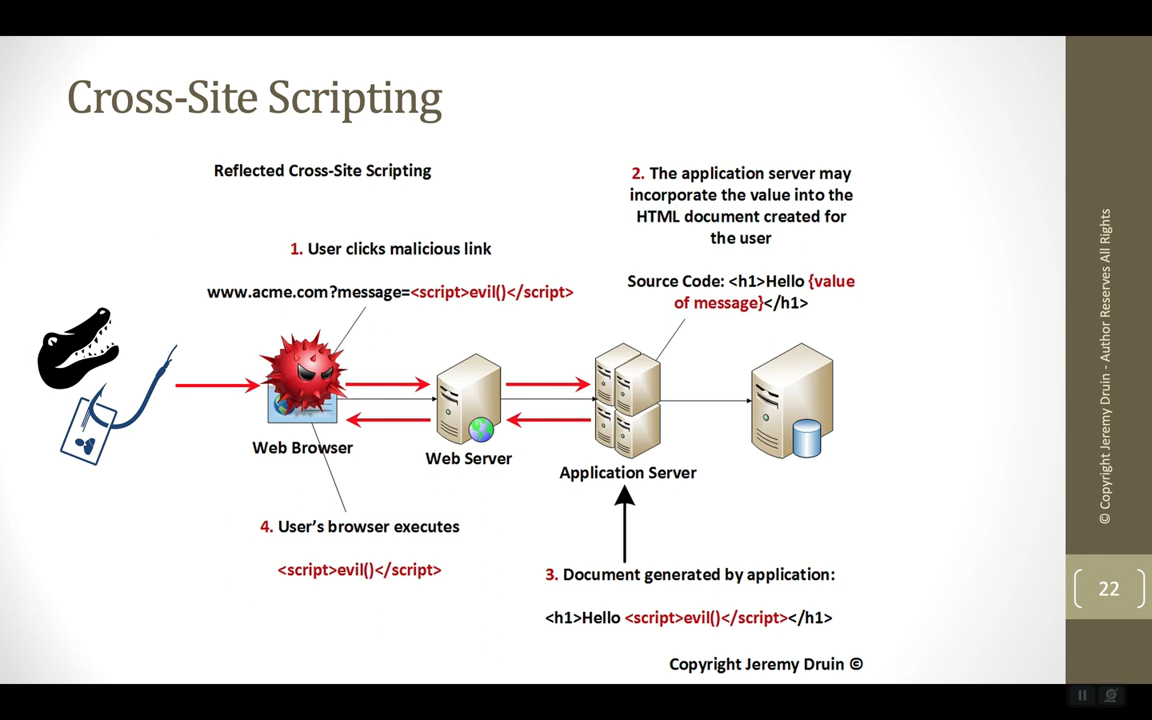 Cross-Site Scripting
Reflected Cross-Site Scripting
1. User clicks malicious link
www.acme.com?message=<script>evil()</script>
2. The application server may
incorporate the value into the
HTML document created for
the user
Source Code: <h1>Hello {value
of message}</h1>
Web Browser
Web Server
Application Server
4. User's browser executes
<script>evil()</script>
3. Document generated by application:
<h1>Hello <script>evil()</script></h1>
Copyright Jeremy Druin ©
© Copyright Jeremy Druin - Author Reserves All Rights
22